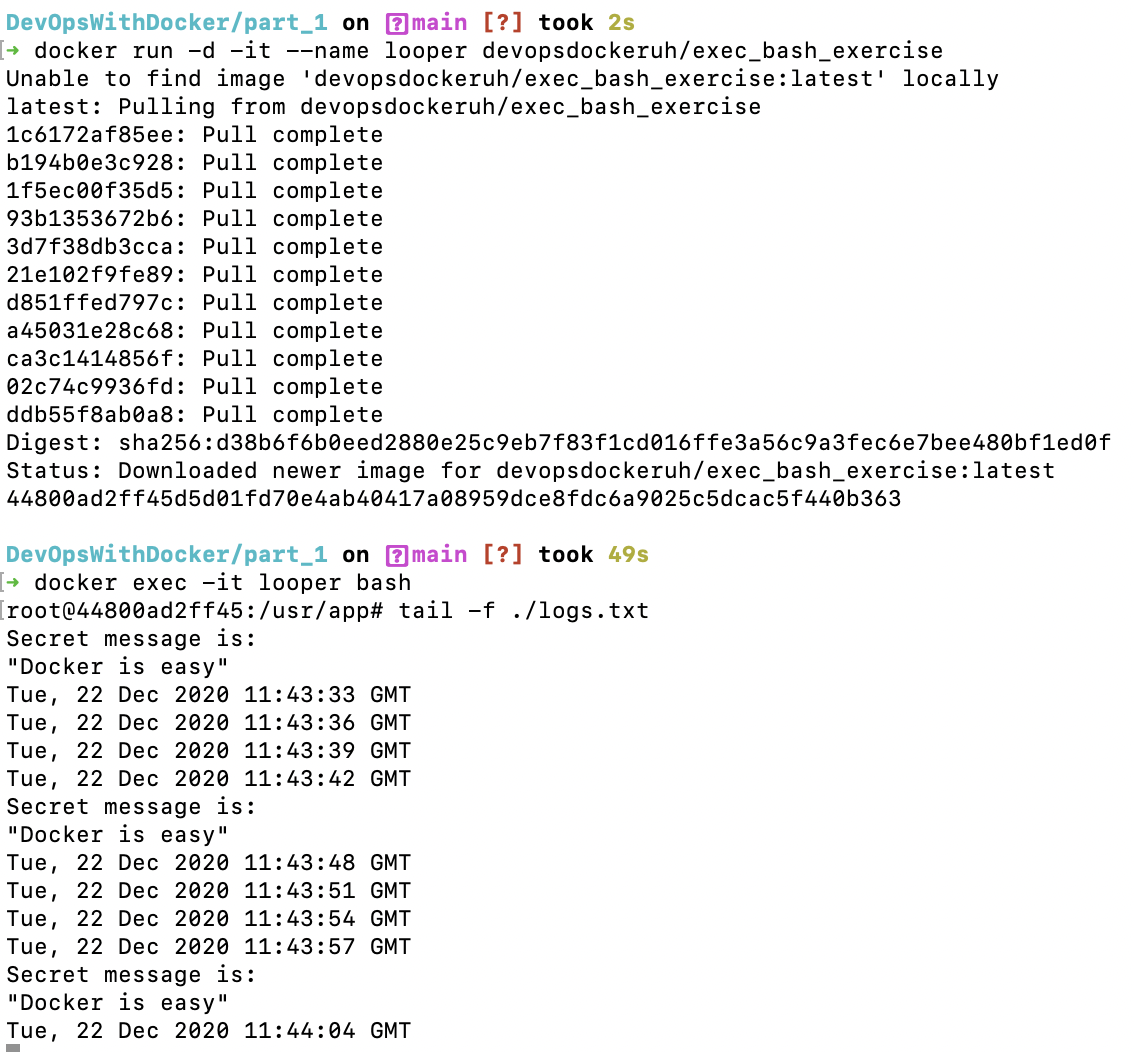 DevOpsWithDocker/part_1 on [?]main [?] took 2s
[➜ docker run -d -it --name looper devopsdockeruh/exec_bash_exercise
Unable to find image 'devopsdockeruh/exec_bash_exercise:latest' locally
latest: Pulling from devopsdockeruh/exec_bash_exercise
1c6172af85ee: Pull complete
b194b0e3c928: Pull complete
1f5ec00f35d5: Pull complete
93b1353672b6: Pull complete
3d7f38db3cca: Pull complete
21e102f9fe89: Pull complete
d851ffed797c: Pull complete
a45031e28c68: Pull complete
ca3c1414856f: Pull complete
02c74c9936fd: Pull complete
ddb55f8ab0a8: Pull complete
Digest: sha256:d38b6f6b0eed2880e25c9eb7f83f1cd016ffe3a56c9a3fec6e7bee480bf1ed0f
Status: Downloaded newer image for devopsdockeruh/exec_bash_exercise:latest
44800ad2ff45d5d01fd70e4ab40417a08959dce8fdc6a9025c5dcac5f440b363
DevOpsWithDocker/part_1 on [?]main [?] took 49s
[➜ docker exec -it looper bash
[root@44800ad2ff45:/usr/app# tail -f ./logs.txt
Secret message is:
"Docker is easy"
Tue, 22 Dec 2020 11:43:33 GMT
Tue, 22 Dec 2020 11:43:36 GMT
Tue, 22 Dec 2020 11:43:39 GMT
Tue, 22 Dec 2020 11:43:42 GMT
Secret message is:
"Docker is easy"
Tue, 22 Dec 2020 11:43:48 GMT
Tue, 22 Dec 2020 11:43:51 GMT
Tue, 22 Dec 2020 11:43:54 GMT
Tue, 22 Dec 2020 11:43:57 GMT
Secret message is:
"Docker is easy"
Tue, 22 Dec 2020 11:44:04 GMT